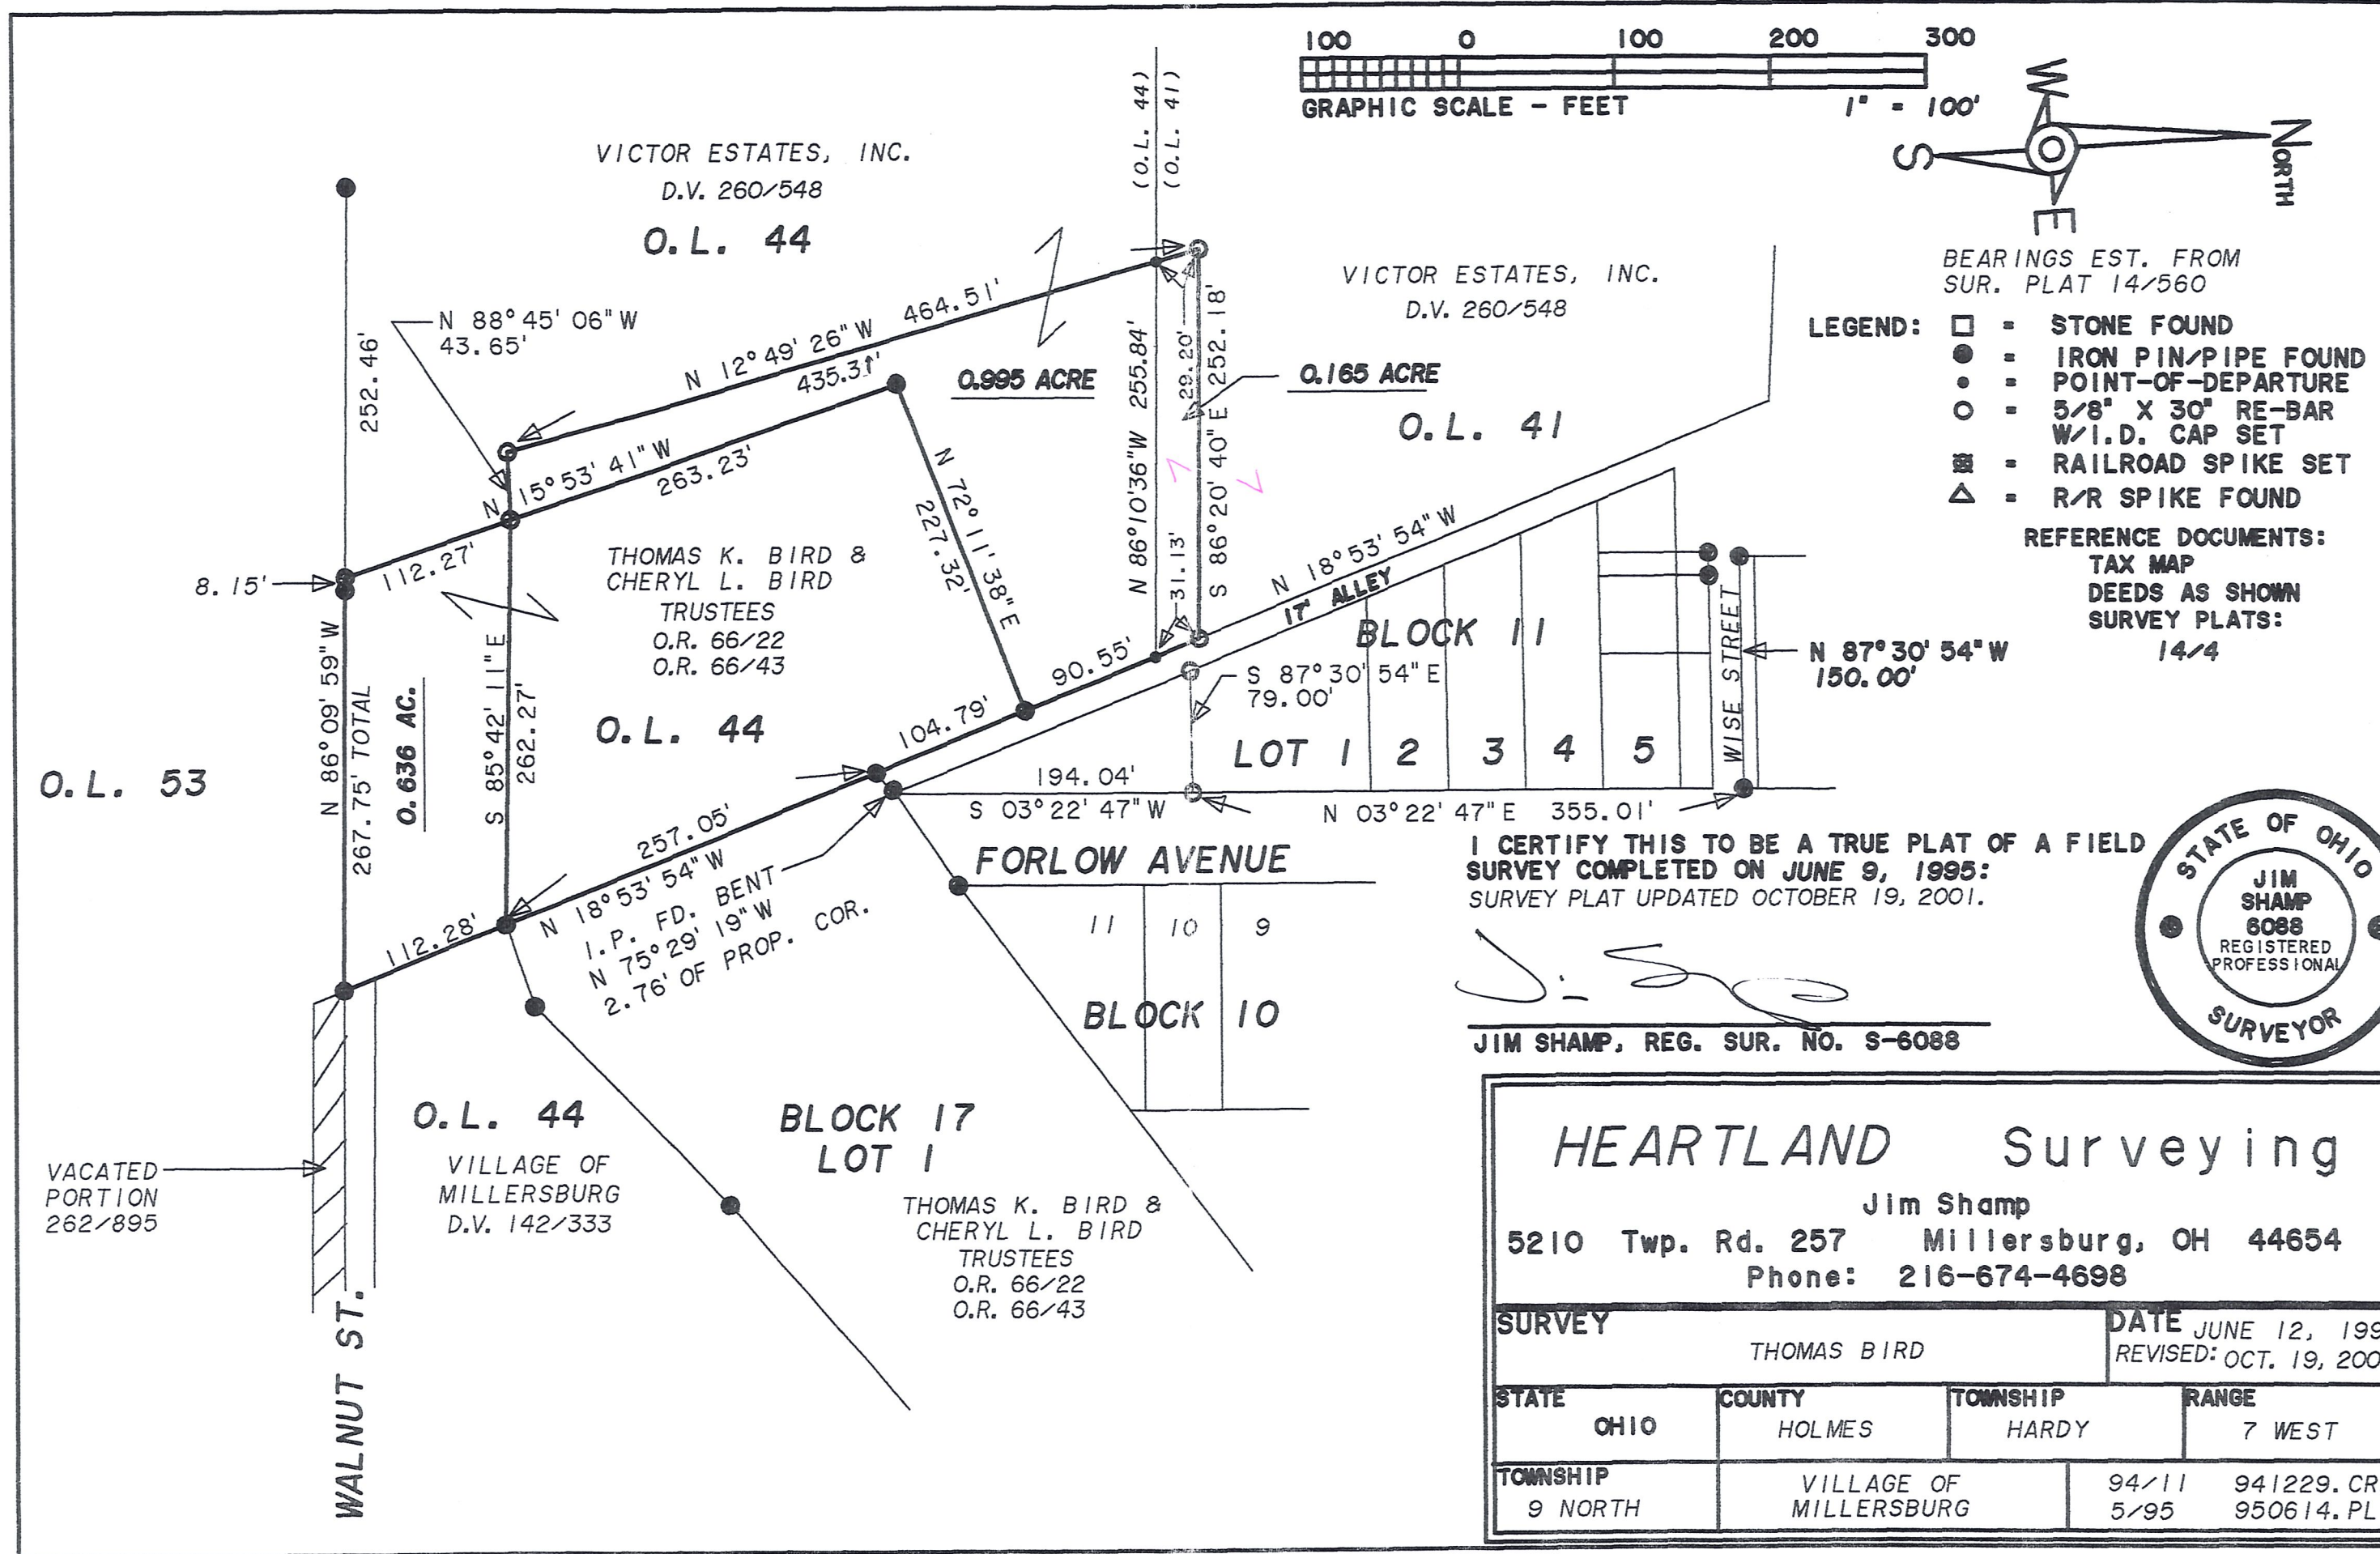 100 0 100 200 300
GRAPHIC SCALE - FEET 1" = 100'
W
S
NORTH
E
BEARINGS EST. FROM
SUR. PLAT 14/560
LEGEND: □ = STONE FOUND
● = IRON PIN/PIPE FOUND
• = POINT-OF-DEPARTURE
○ = 5/8" X 30" RE-BAR
W/I.D. CAP SET
= RAILROAD SPIKE SET
△ = R/R SPIKE FOUND
REFERENCE DOCUMENTS:
TAX MAP
DEEDS AS SHOWN
SURVEY PLATS:
14/4
VICTOR ESTATES, INC.
D.V. 260/548
O.L. 44
(O.L. 44)
(O.L. 41)
VICTOR ESTATES, INC.
D.V. 260/548
O.L. 41
N 88°45'06"W
43.65'
252.46'
N 12°49'26"W 464.51'
435.31'
0.995 ACRE
0.165 ACRE
N 15°53'41"W
263.23'
N 72°11'38"E
227.32'
N 86°10'36"W 255.84'
29.20'
31.13'
S 86°20'40"E 252.18'
8.15'
112.27'
THOMAS K. BIRD &
CHERYL L. BIRD
TRUSTEES
O.R. 66/22
O.R. 66/43
O.L. 44
O.L. 53
N 86°09'59"W
267.75' TOTAL
0.636 AC.
S 85°42'11"E
262.27'
90.55'
104.79'
N 18°53'54"W
17' ALLEY
BLOCK 11
S 87°30'54"E
79.00'
LOT 1 2 3 4 5
WISE STREET
N 87°30'54"W
150.00'
194.04'
S 03°22'47"W
N 03°22'47"E 355.01'
257.05'
N 18°53'54"W
112.28'
I.P. FD. BENT
N 75°29'19"W
2.76' OF PROP. COR.
FORLOW AVENUE
11 10 9
BLOCK 10
I CERTIFY THIS TO BE A TRUE PLAT OF A FIELD
SURVEY COMPLETED ON JUNE 9, 1995:
SURVEY PLAT UPDATED OCTOBER 19, 2001.
JIM SHAMP, REG. SUR. NO. S-6088
STATE OF OHIO
JIM
SHAMP
6088
REGISTERED
PROFESSIONAL
SURVEYOR
VACATED
PORTION
262/895
O.L. 44
VILLAGE OF
MILLERSBURG
D.V. 142/333
BLOCK 17
LOT 1
THOMAS K. BIRD &
CHERYL L. BIRD
TRUSTEES
O.R. 66/22
O.R. 66/43
WALNUT ST.
HEARTLAND Surveying
Jim Shamp
5210 Twp. Rd. 257 Millersburg, OH 44654
Phone: 216-674-4698
SURVEY
THOMAS BIRD
DATE JUNE 12, 199
REVISED: OCT. 19, 200
STATE
OHIO
COUNTY
HOLMES
TOWNSHIP
HARDY
RANGE
7 WEST
TOWNSHIP
9 NORTH
VILLAGE OF
MILLERSBURG
94/11 941229.CR
5/95 950614.PL